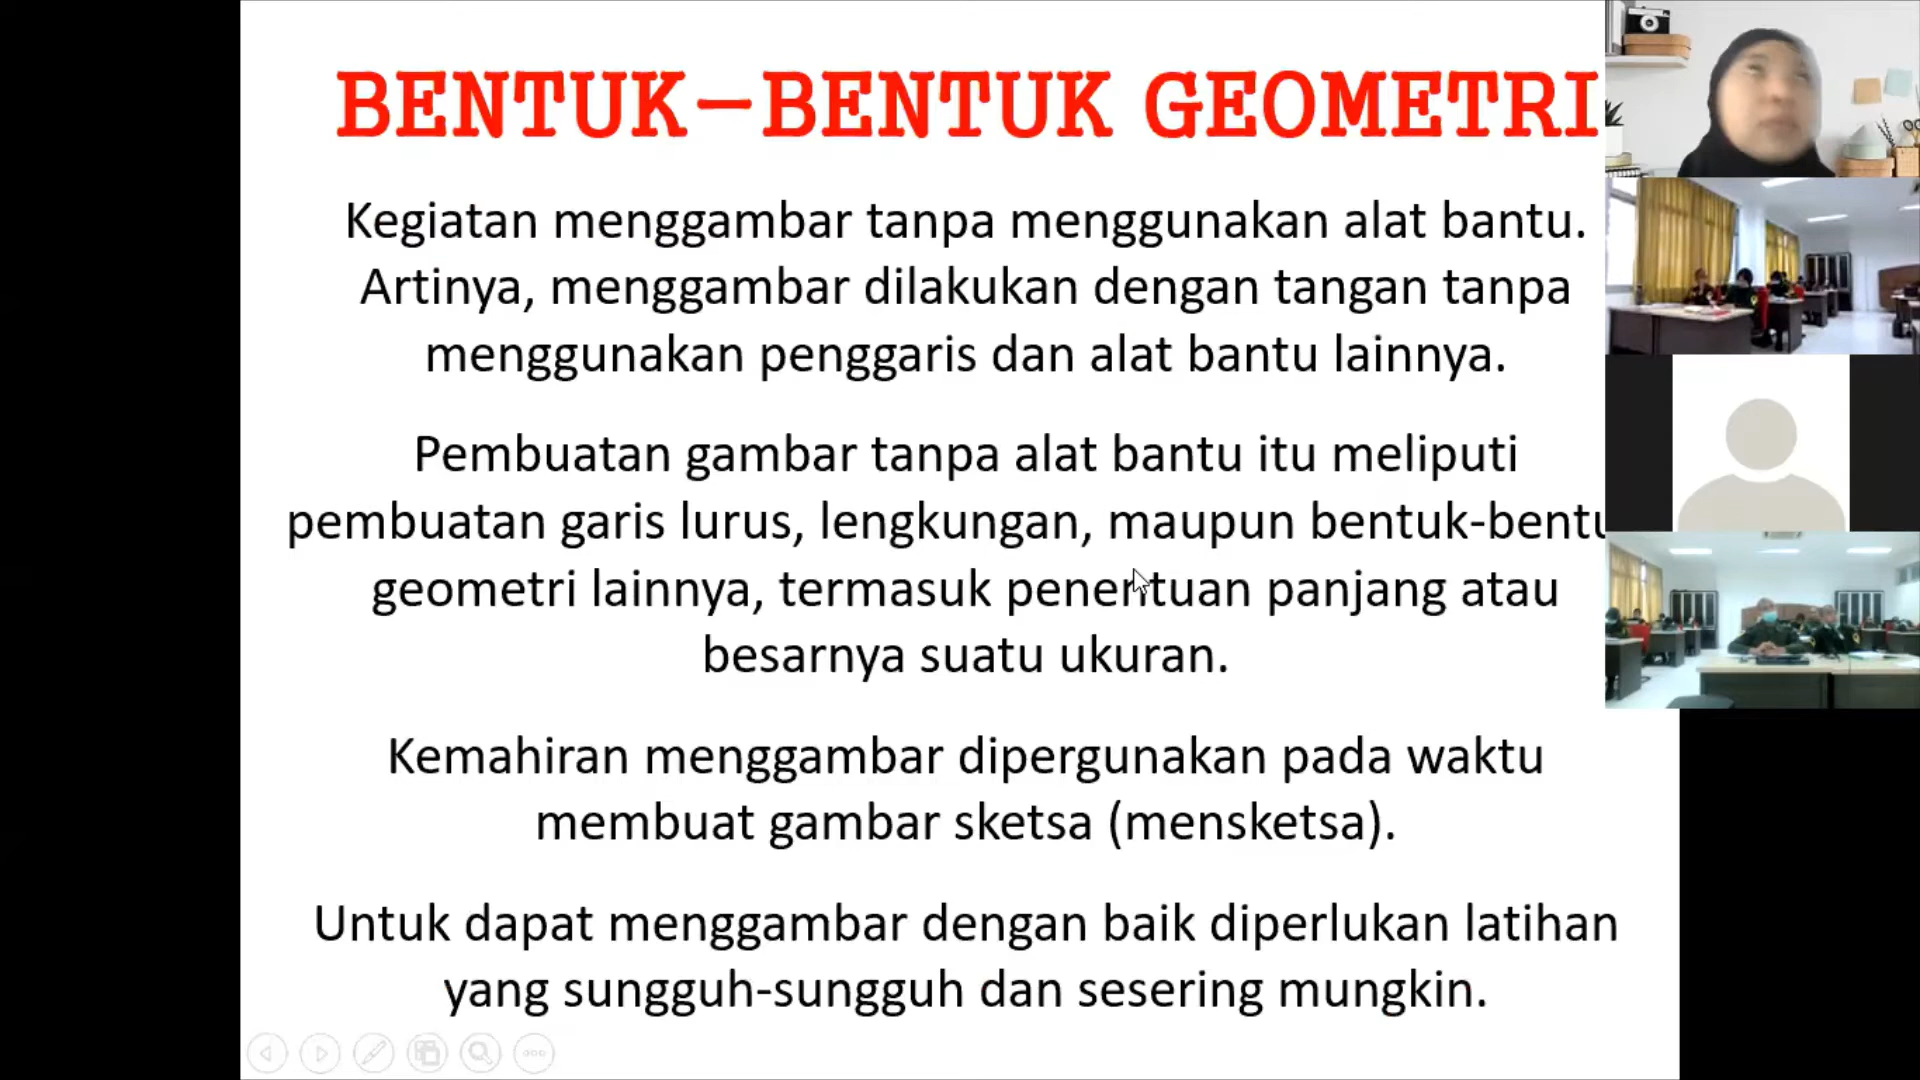 BENTUK-BENTUK GEOMETRI
Kegiatan menggambar tanpa menggunakan alat bantu.
Artinya, menggambar dilakukan dengan tangan tanpa
menggunakan penggaris dan alat bantu lainnya.
Pembuatan gambar tanpa alat bantu itu meliputi
pembuatan garis lurus, lengkungan, maupun bentuk-bentu
geometri lainnya, termasuk penentuan panjang atau
besarnya suatu ukuran.
Kemahiran menggambar dipergunakan pada waktu
membuat gambar sketsa (mensketsa).
Untuk dapat menggambar dengan baik diperlukan latihan
yang sungguh-sungguh dan sesering mungkin.